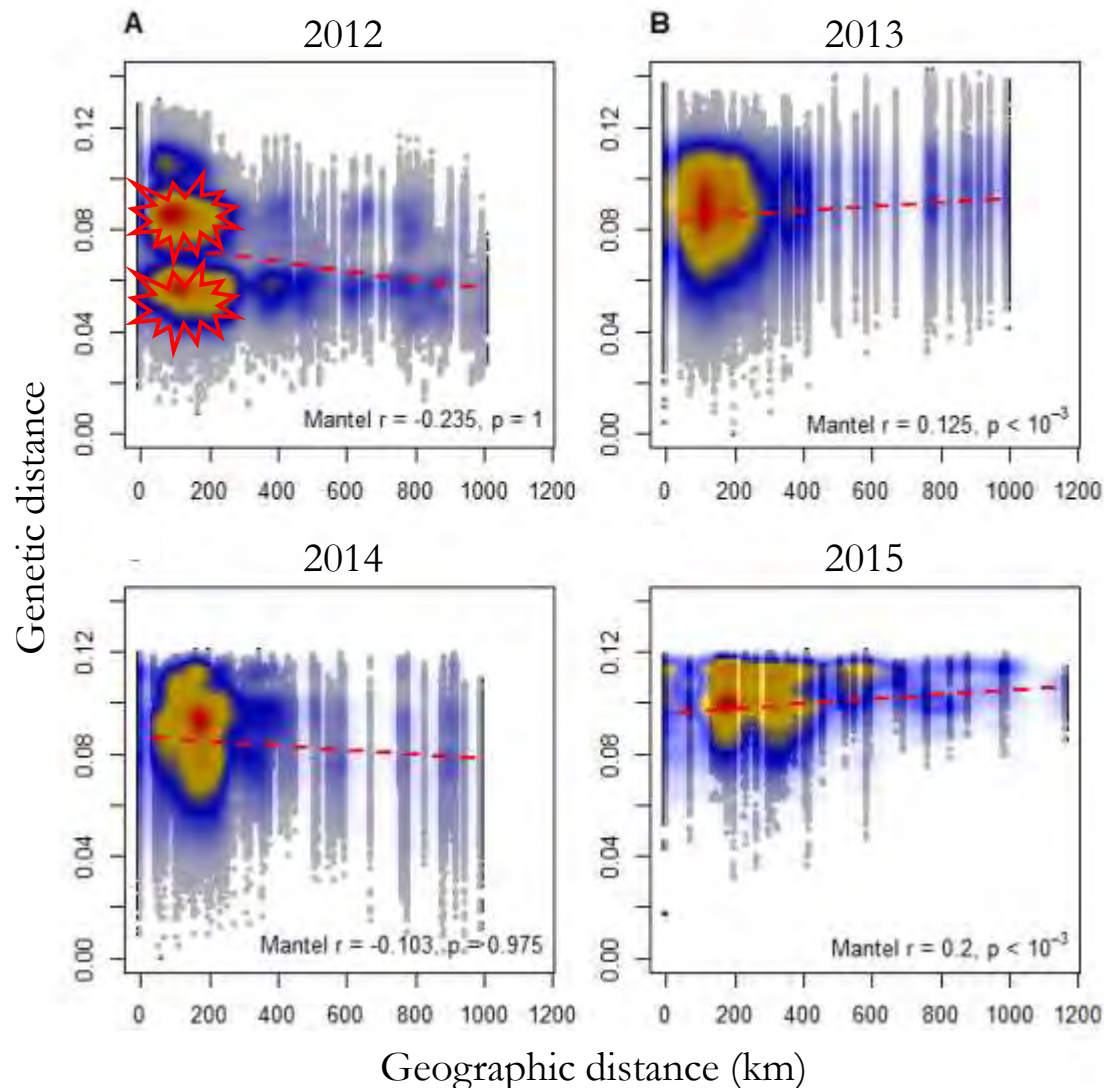 A
2012
B
2013
0.00 0.04 0.08 0.12
Mantel r = -0.235, p = 1
0 200 400 600 800 1000 1200
0.00 0.04 0.08 0.12
Mantel r = 0.125, p < 10⁻³
0 200 400 600 800 1000 1200
Genetic distance
2014
2015
0.00 0.04 0.08 0.12
Mantel r = -0.103, p = 0.975
0 200 400 600 800 1000 1200
0.00 0.04 0.08 0.12
Mantel r = 0.2, p < 10⁻³
0 200 400 600 800 1000 1200
Geographic distance (km)